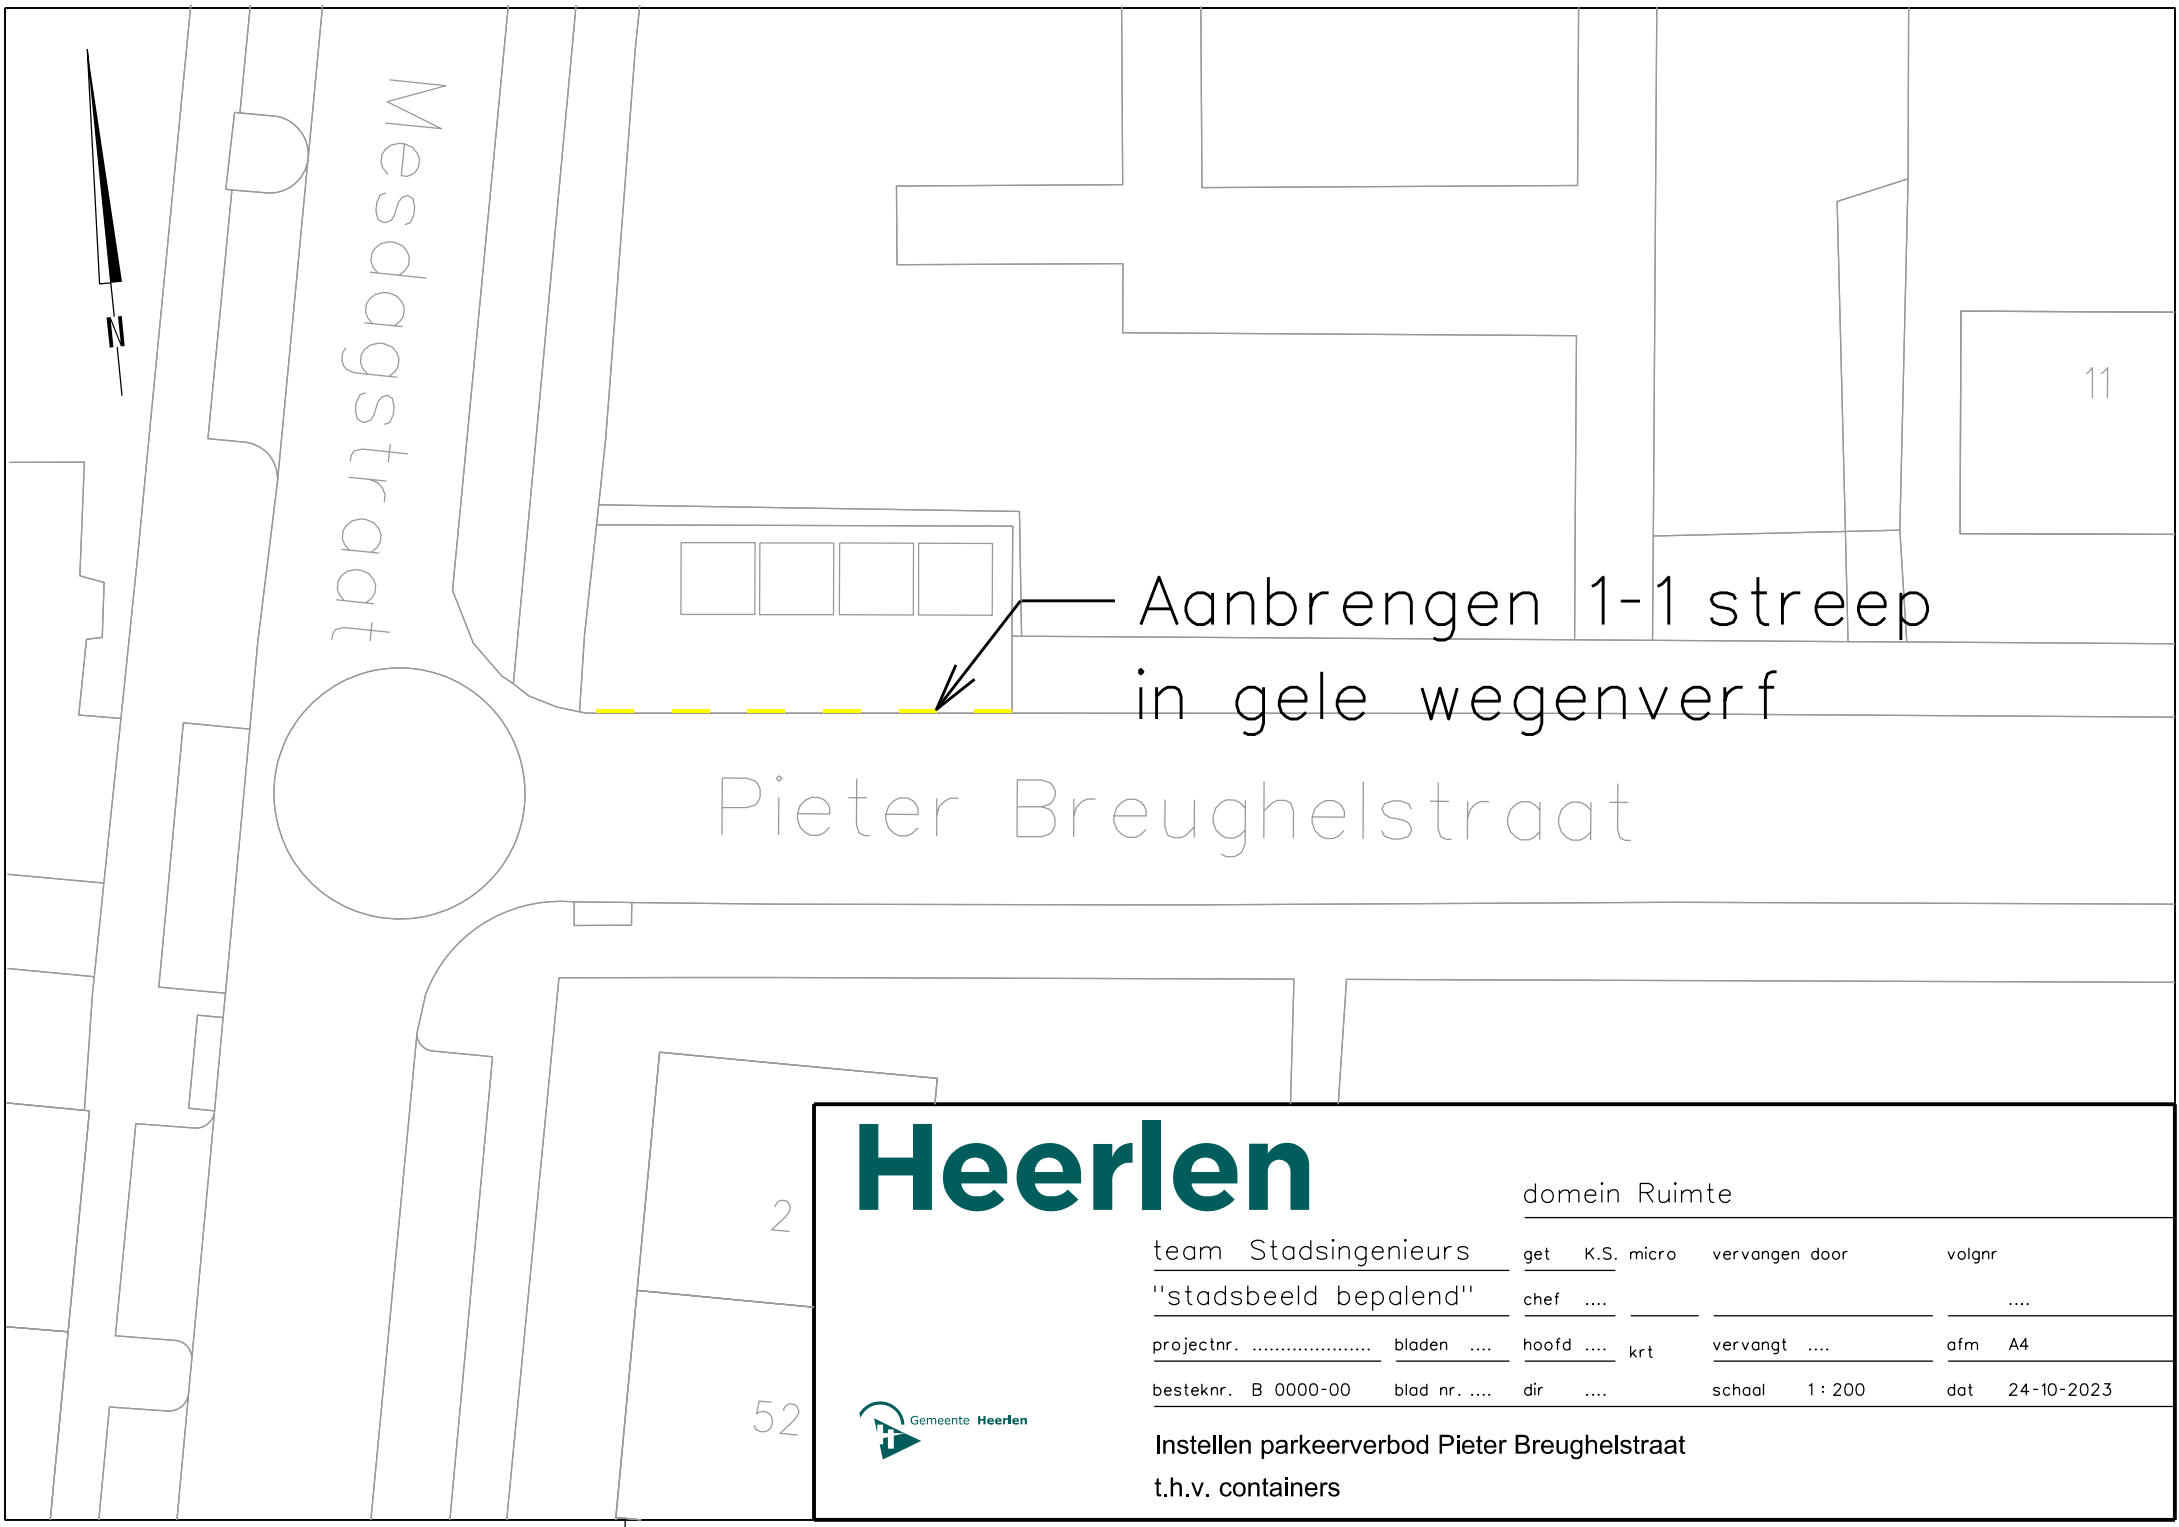 Mesdagstraat
N
11
Aanbrengen 1-1 streep
in gele wegenverf
Pieter Breughelstraat
2
52
Heerlen
domein Ruimte
team Stadsingenieurs
get K.S. micro vervangen door volgnr
"stadsbeeld bepalend"
chef .... ....
projectnr. ..................... bladen .... hoofd .... krt vervangt .... afm A4
besteknr. B 0000-00 blad nr. .... dir .... schaal 1:200 dat 24-10-2023
Gemeente Heerlen
Instellen parkeerverbod Pieter Breughelstraat
t.h.v. containers